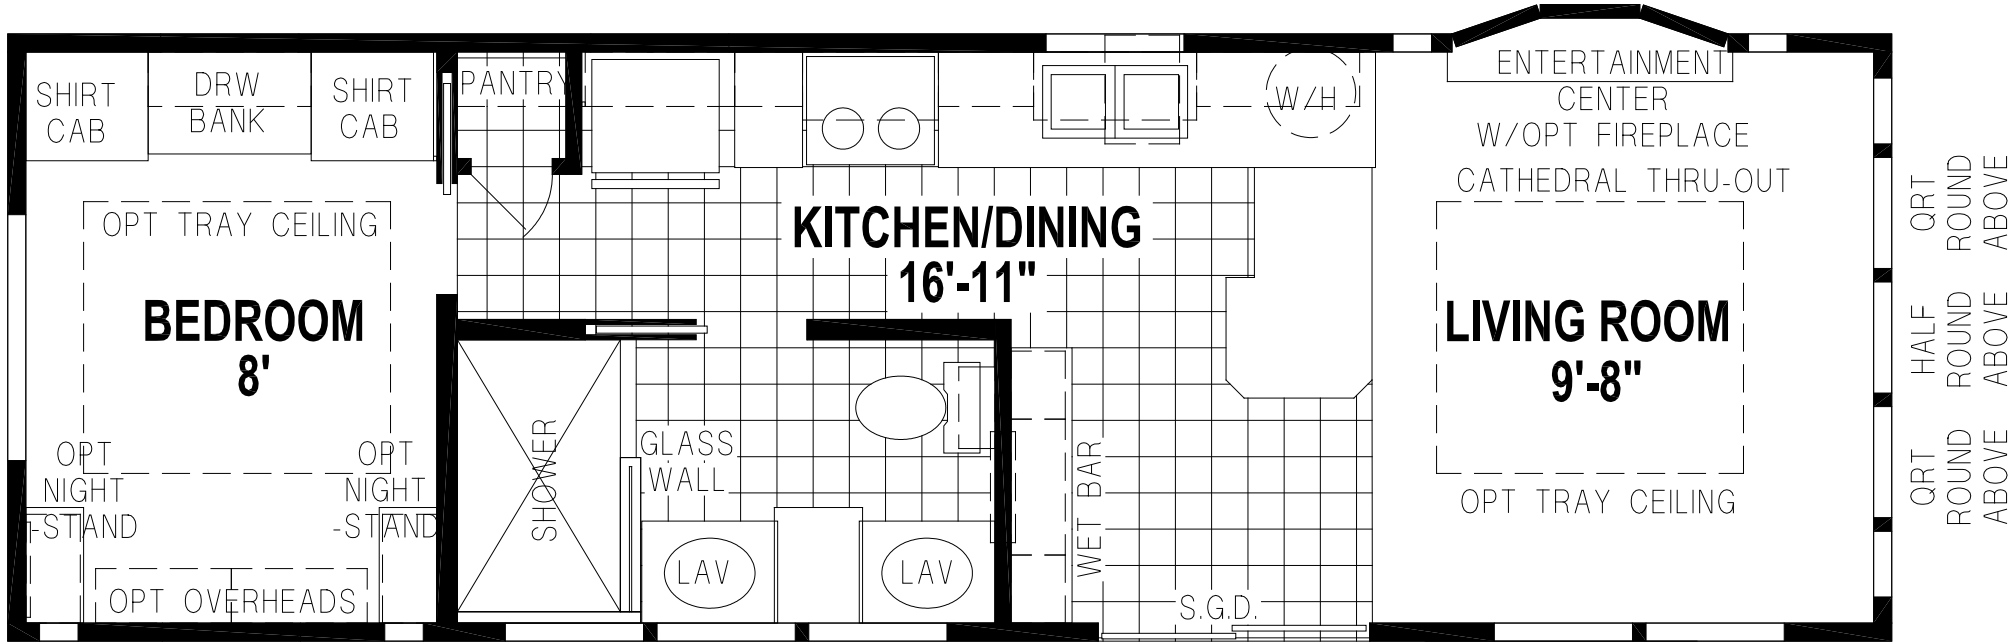 SHIRT
CAB
DRW
BANK
SHIRT
CAB
PANTRY
W/H
ENTERTAINMENT
CENTER
W/OPT FIREPLACE
CATHEDRAL THRU-OUT
OPT TRAY CEILING
BEDROOM
8'
KITCHEN/DINING
16'-11"
LIVING ROOM
9'-8"
OPT TRAY CEILING
OPT
NIGHT
-STAND
OPT
NIGHT
-STAND
OPT OVERHEADS
SHOWER
GLASS
WALL
LAV
LAV
WET BAR
S.G.D.
QRT
ROUND
ABOVE
HALF
ROUND
ABOVE
QRT
ROUND
ABOVE